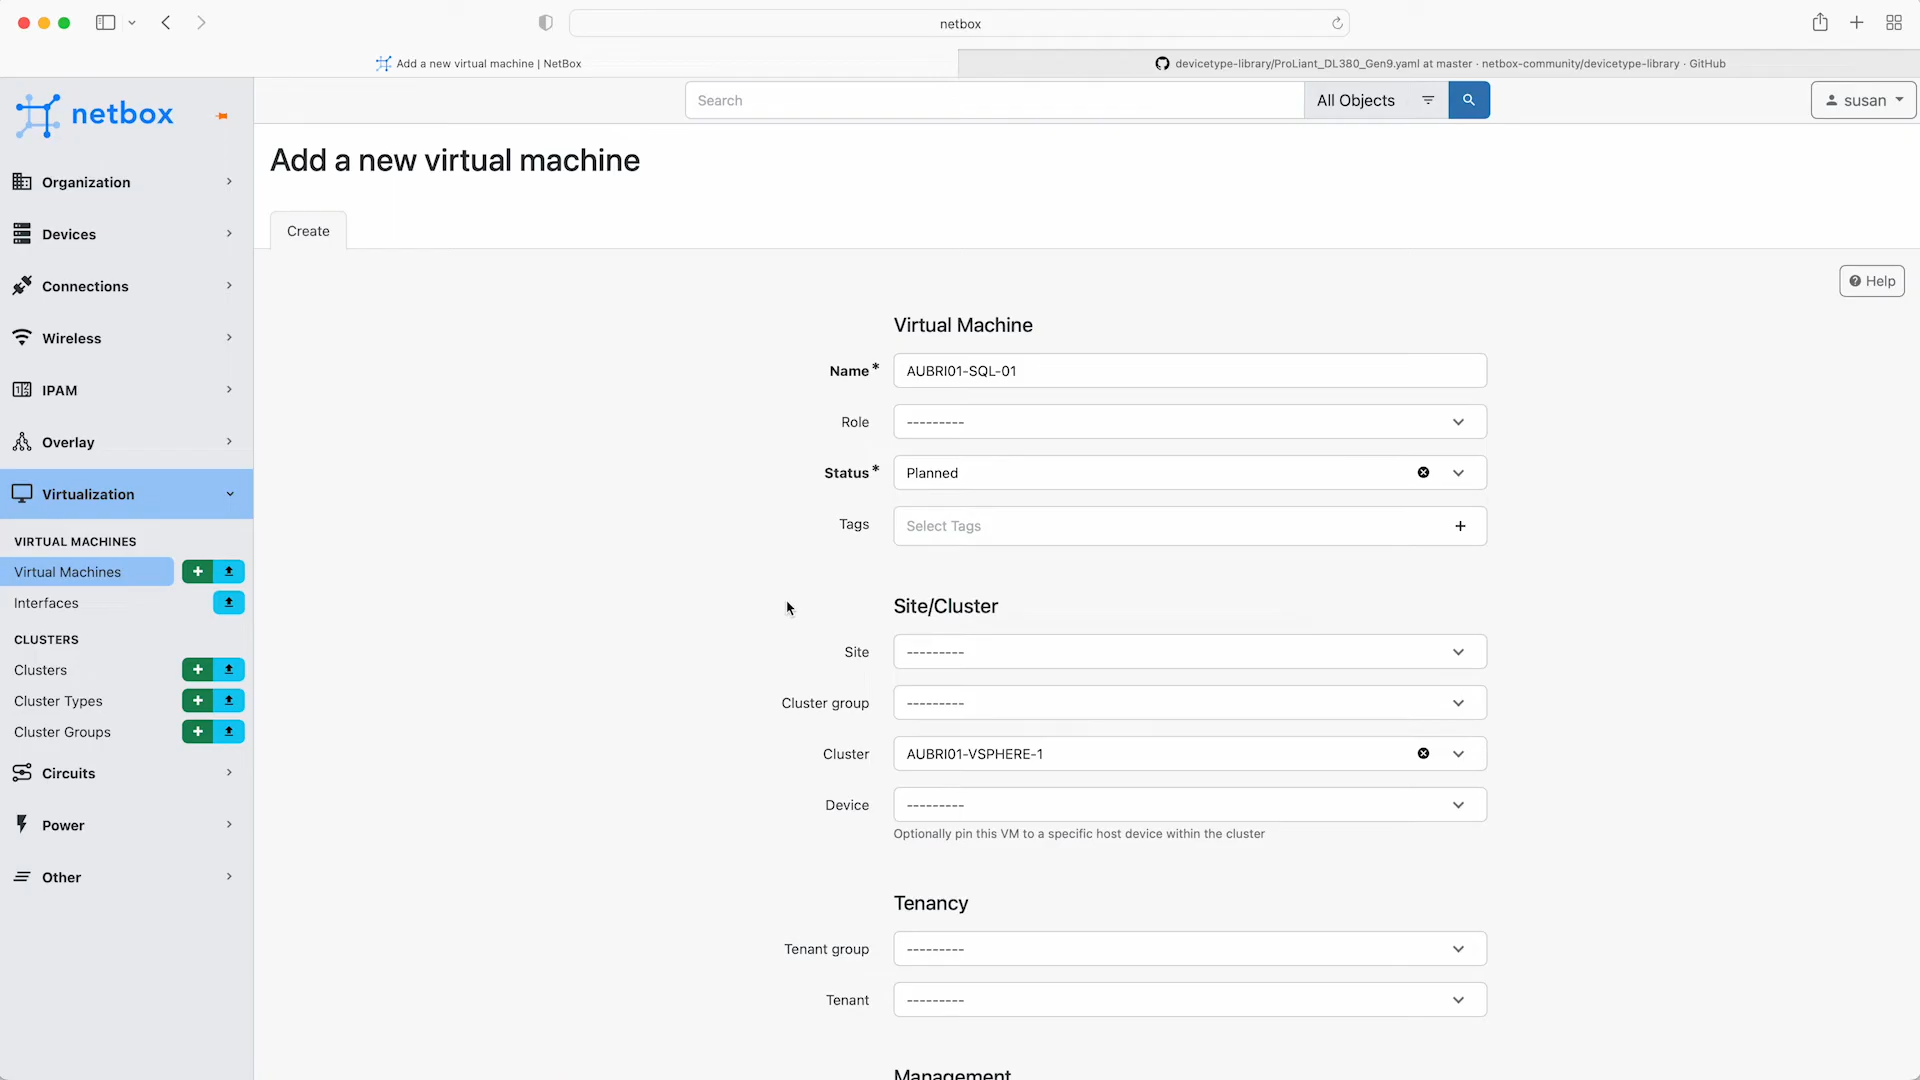 netbox
Add a new virtual machine | NetBox
devicetype-library/ProLiant_DL380_Gen9.yaml at master · netbox-community/devicetype-library · GitHub
netbox
Search
All Objects
susan
Add a new virtual machine
Create
Help
Organization
Devices
Connections
Wireless
IPAM
Overlay
Virtualization
VIRTUAL MACHINES
Virtual Machines
Interfaces
CLUSTERS
Clusters
Cluster Types
Cluster Groups
Circuits
Power
Other
Virtual Machine
Name* AUBRI01-SQL-01
Role ---------
Status* Planned
Tags Select Tags
Site/Cluster
Site ---------
Cluster group ---------
Cluster AUBRI01-VSPHERE-1
Device ---------
Optionally pin this VM to a specific host device within the cluster
Tenancy
Tenant group ---------
Tenant ---------
Management